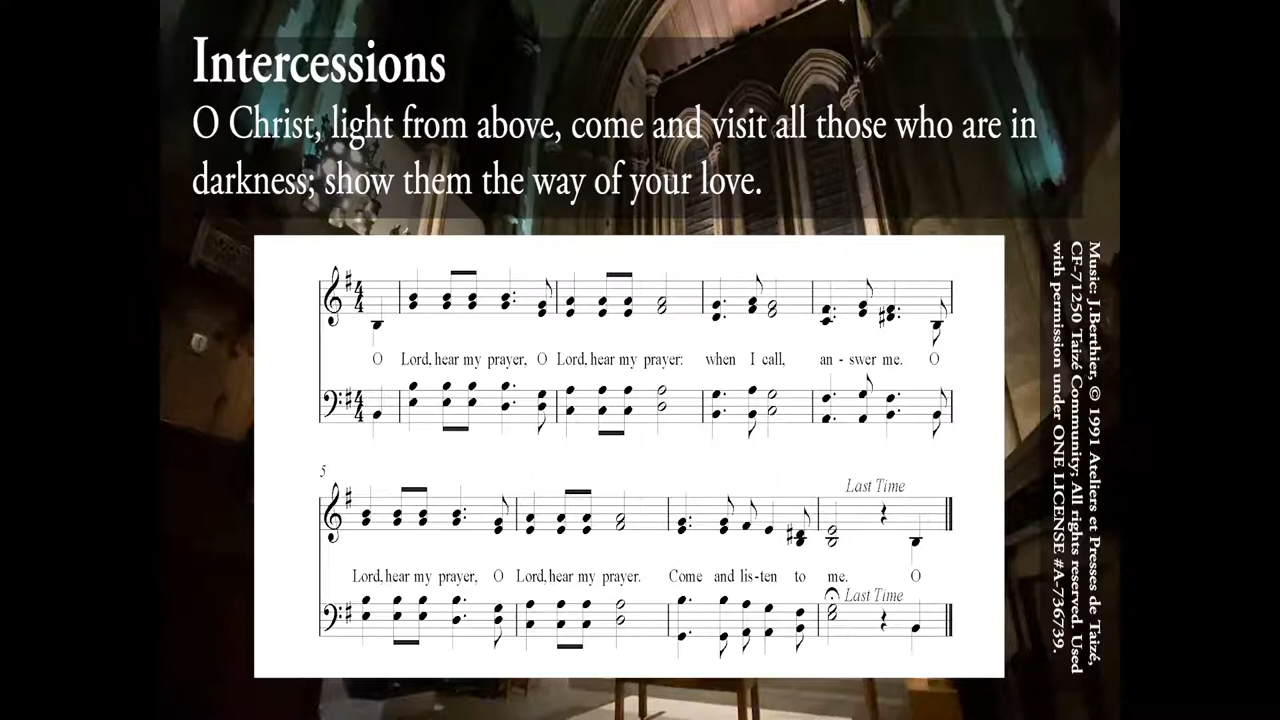 Intercessions
O Christ, light from above, come and visit all those who are in
darkness; show them the way of your love.
O Lord, hear my prayer, O Lord, hear my prayer: when I call, an - swer me. O
5
Last Time
Lord, hear my prayer, O Lord, hear my prayer. Come and lis - ten to me. O
Last Time
Music: J.Berthier, © 1991 Ateliers et Presses de Taizé,
CF-71250 Taizé Community; All rights reserved. Used
with permission under ONE LICENSE #A-736739.